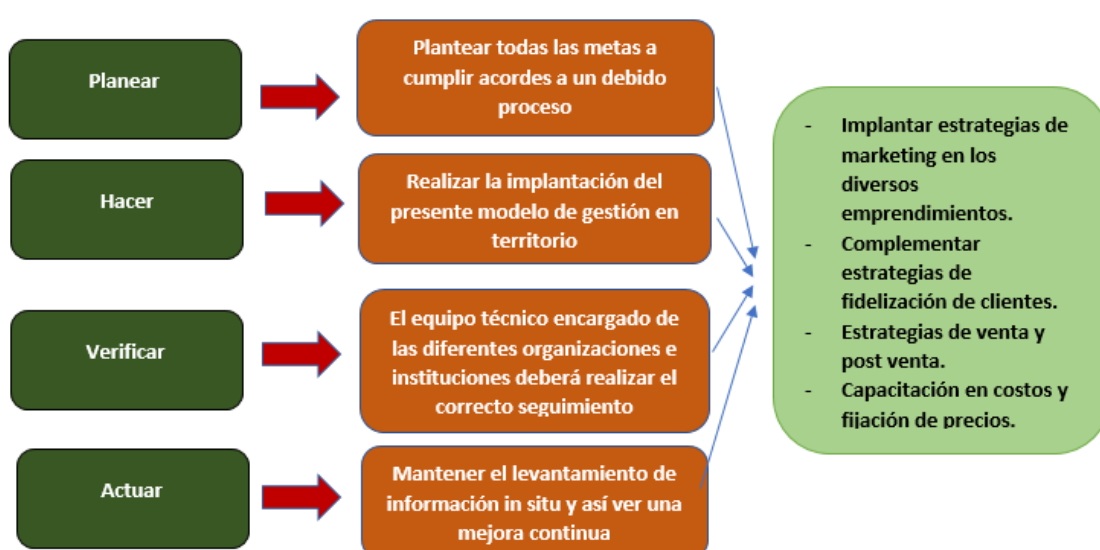 Planear
Plantear todas las metas a
cumplir acordes a un debido
proceso
Hacer
Realizar la implantación del
presente modelo de gestión en
territorio
Verificar
El equipo técnico encargado de
las diferentes organizaciones e
instituciones deberá realizar el
correcto seguimiento
Actuar
Mantener el levantamiento de
información in situ y así ver una
mejora continua
- Implantar estrategias de
marketing en los
diversos
emprendimientos.
- Complementar
estrategias de
fidelización de clientes.
- Estrategias de venta y
post venta.
- Capacitación en costos y
fijación de precios.